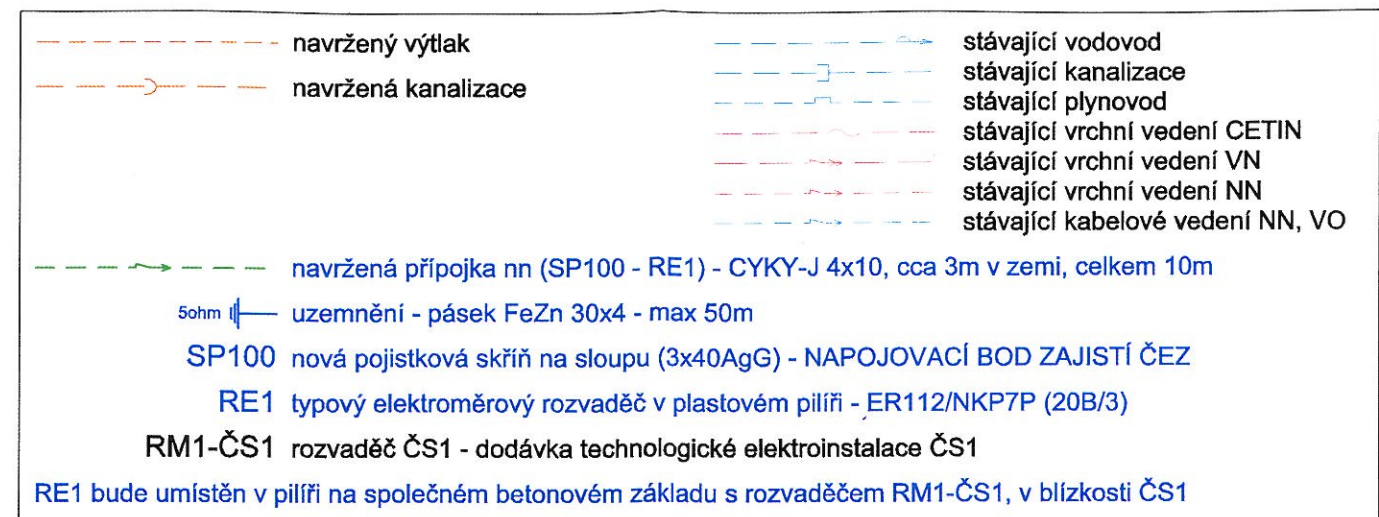 navržený výtlak
navržená kanalizace
stávající vodovod
stávající kanalizace
stávající plynovod
stávající vrchní vedení CETIN
stávající vrchní vedení VN
stávající vrchní vedení NN
stávající kabelové vedení NN, VO
navržená přípojka nn (SP100 - RE1) - CYKY-J 4x10, cca 3m v zemi, celkem 10m
5ohm uzemnění - pásek FeZn 30x4 - max 50m
SP100 nová pojistková skříň na sloupu (3x40AgG) - NAPOJOVACÍ BOD ZAJISTÍ ČEZ
RE1 typový elektroměrový rozvaděč v plastovém pilíři - ER112/NKP7P (20B/3)
RM1-ČS1 rozvaděč ČS1 - dodávka technologické elektroinstalace ČS1
RE1 bude umístěn v pilíři na společném betonovém základu s rozvaděčem RM1-ČS1, v blízkosti ČS1